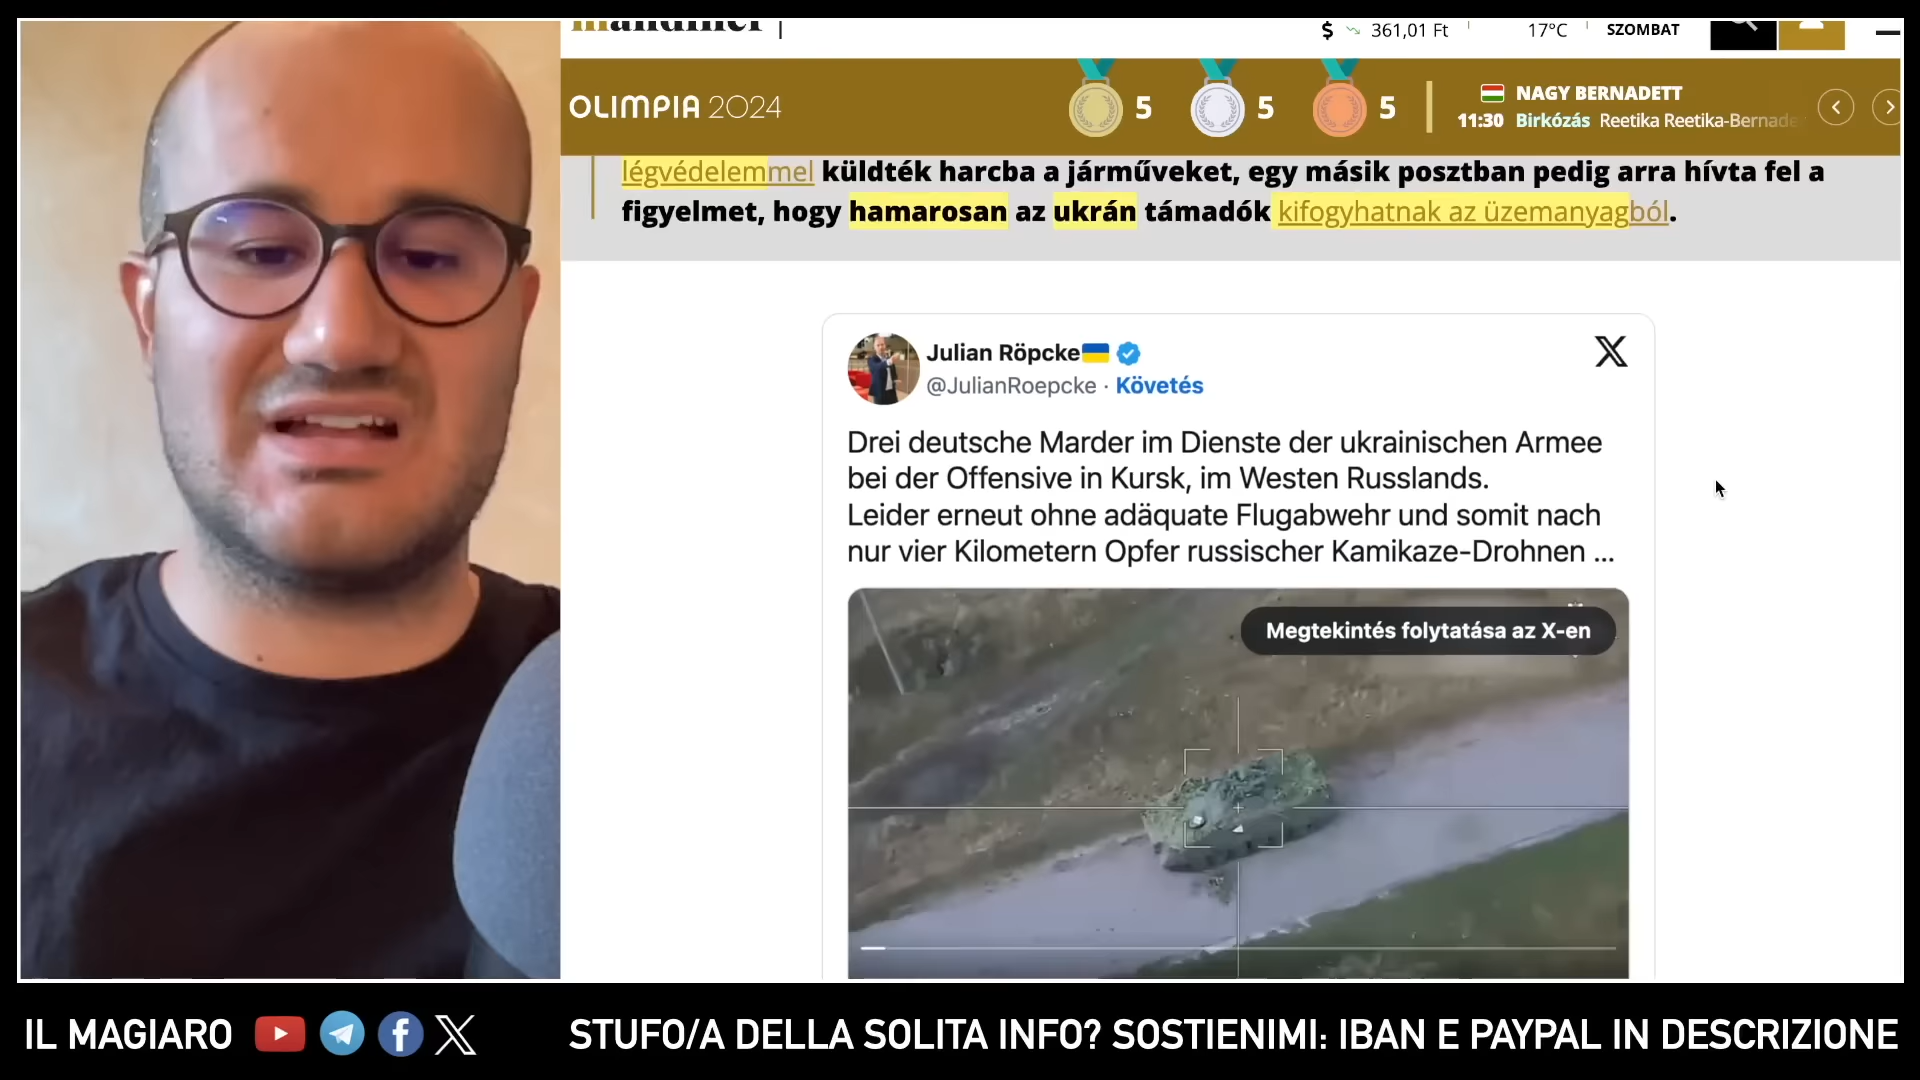 mandiner
$ 361,01 Ft 17°C SZOMBAT
OLIMPIA 2024 5 5 5 NAGY BERNADETT
11:30 Birkózás Reetika Reetika-Bernade
légvédelemmel küldték harcba a járműveket, egy másik posztban pedig arra hívta fel a
figyelmet, hogy hamarosan az ukrán támadók kifogyhatnak az üzemanyagból.
Julian Röpcke
@JulianRoepcke · Követés
Drei deutsche Marder im Dienste der ukrainischen Armee
bei der Offensive in Kursk, im Westen Russlands.
Leider erneut ohne adäquate Flugabwehr und somit nach
nur vier Kilometern Opfer russischer Kamikaze-Drohnen ...
Megtekintés folytatása az X-en
IL MAGIARO
STUFO/A DELLA SOLITA INFO? SOSTIENIMI: IBAN E PAYPAL IN DESCRIZIONE